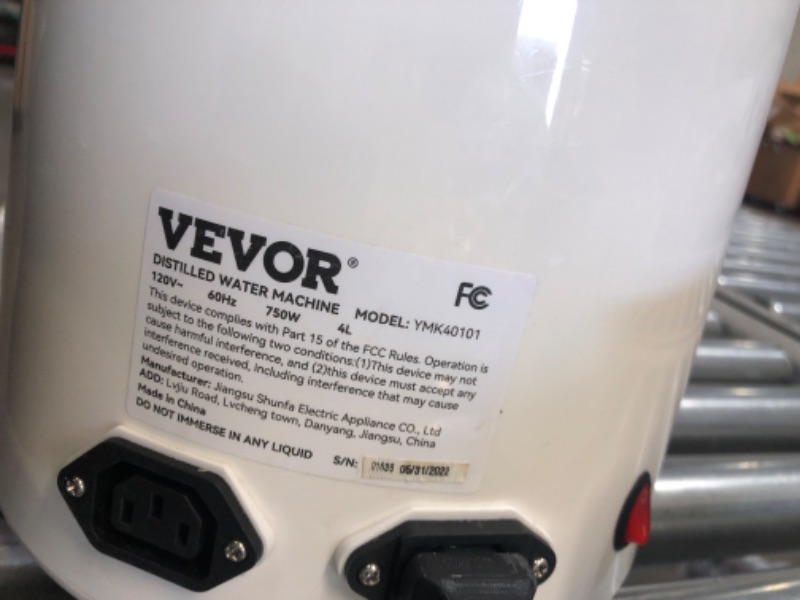 VEVOR®
FC
DISTILLED WATER MACHINE MODEL: YMK40101
120V~ 60Hz 750W 4L
This device complies with Part 15 of the FCC Rules. Operation is
subject to the following two conditions:(1)This device may not
cause harmful interference, and (2)this device must accept any
interference received, including interference that may cause
undesired operation.
Manufacturer: Jiangsu Shunfa Electric Appliance CO., Ltd
ADD: Lvjiu Road, Lvcheng town, Danyang, Jiangsu, China
Made in China
DO NOT IMMERSE IN ANY LIQUID S/N: 05/31/2022